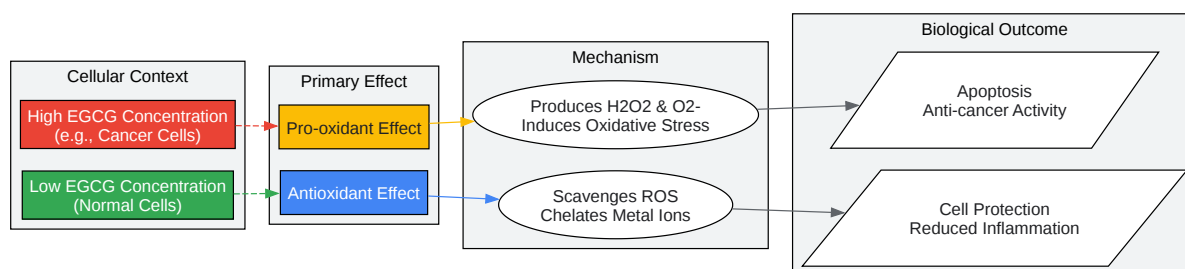 Cellular Context
High EGCG Concentration
(e.g., Cancer Cells)
Low EGCG Concentration
(Normal Cells)
Primary Effect
Pro-oxidant Effect
Antioxidant Effect
Mechanism
Produces H2O2 & O2-
Induces Oxidative Stress
Scavenges ROS
Chelates Metal Ions
Biological Outcome
Apoptosis
Anti-cancer Activity
Cell Protection
Reduced Inflammation